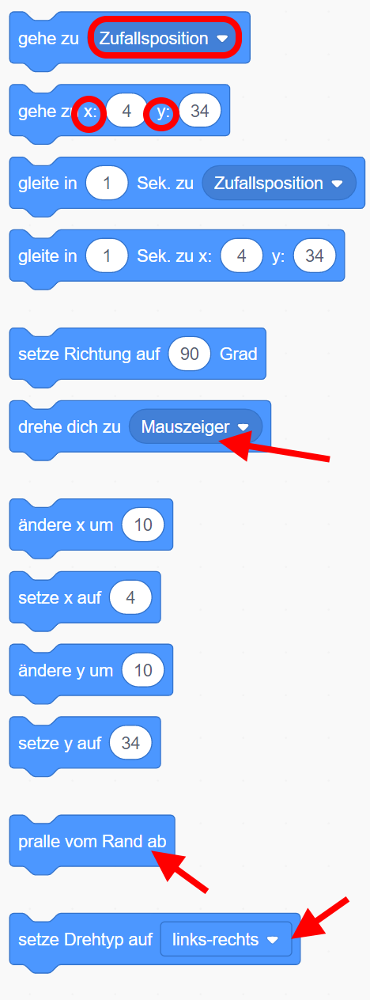 gehe zu Zufallsposition
gehe zu x: 4 y: 34
gleite in 1 Sek. zu Zufallsposition
gleite in 1 Sek. zu x: 4 y: 34
setze Richtung auf 90 Grad
drehe dich zu Mauszeiger
ändere x um 10
setze x auf 4
ändere y um 10
setze y auf 34
pralle vom Rand ab
setze Drehtyp auf links-rechts